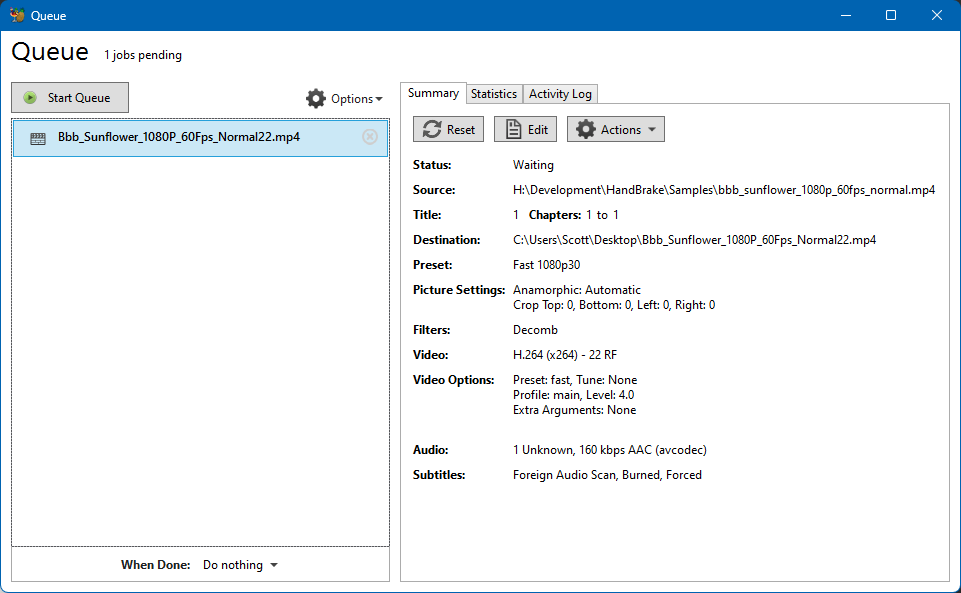 Queue
Queue 1 jobs pending
Start Queue
Options
Bbb_Sunflower_1080P_60Fps_Normal22.mp4
When Done: Do nothing
Summary Statistics Activity Log
Reset Edit Actions
Status: Waiting
Source: H:\Development\HandBrake\Samples\bbb_sunflower_1080p_60fps_normal.mp4
Title: 1 Chapters: 1 to 1
Destination: C:\Users\Scott\Desktop\Bbb_Sunflower_1080P_60Fps_Normal22.mp4
Preset: Fast 1080p30
Picture Settings: Anamorphic: Automatic
Crop Top: 0, Bottom: 0, Left: 0, Right: 0
Filters: Decomb
Video: H.264 (x264) - 22 RF
Video Options: Preset: fast, Tune: None
Profile: main, Level: 4.0
Extra Arguments: None
Audio: 1 Unknown, 160 kbps AAC (avcodec)
Subtitles: Foreign Audio Scan, Burned, Forced